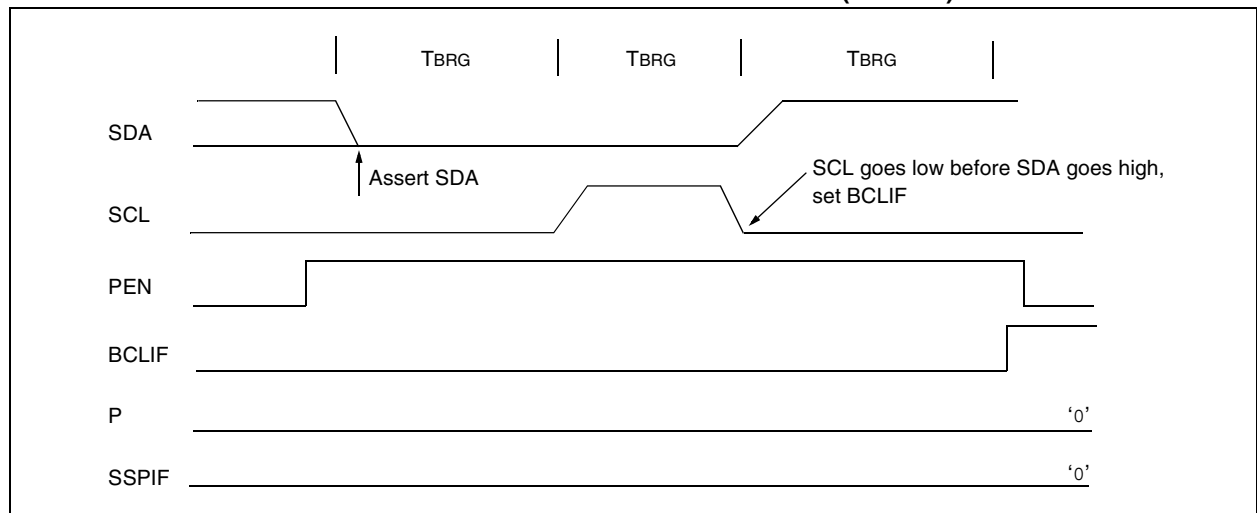 TBRG TBRG TBRG
SDA
Assert SDA
SCL goes low before SDA goes high,
set BCLIF
SCL
PEN
BCLIF
P '0'
SSPIF '0'